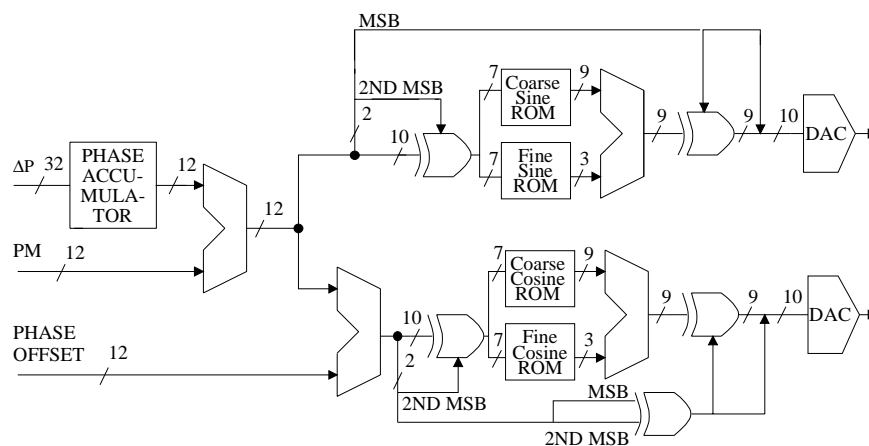 MSB
2ND MSB
2
10
7
Coarse
Sine
ROM
9
7
Fine
Sine
ROM
3
9
9
10
DAC
ΔP
32
PHASE
ACCU-
MULA-
TOR
12
12
PM
12
PHASE
OFFSET
12
10
2
2ND MSB
7
Coarse
Cosine
ROM
9
7
Fine
Cosine
ROM
3
9
9
10
DAC
MSB
2ND MSB